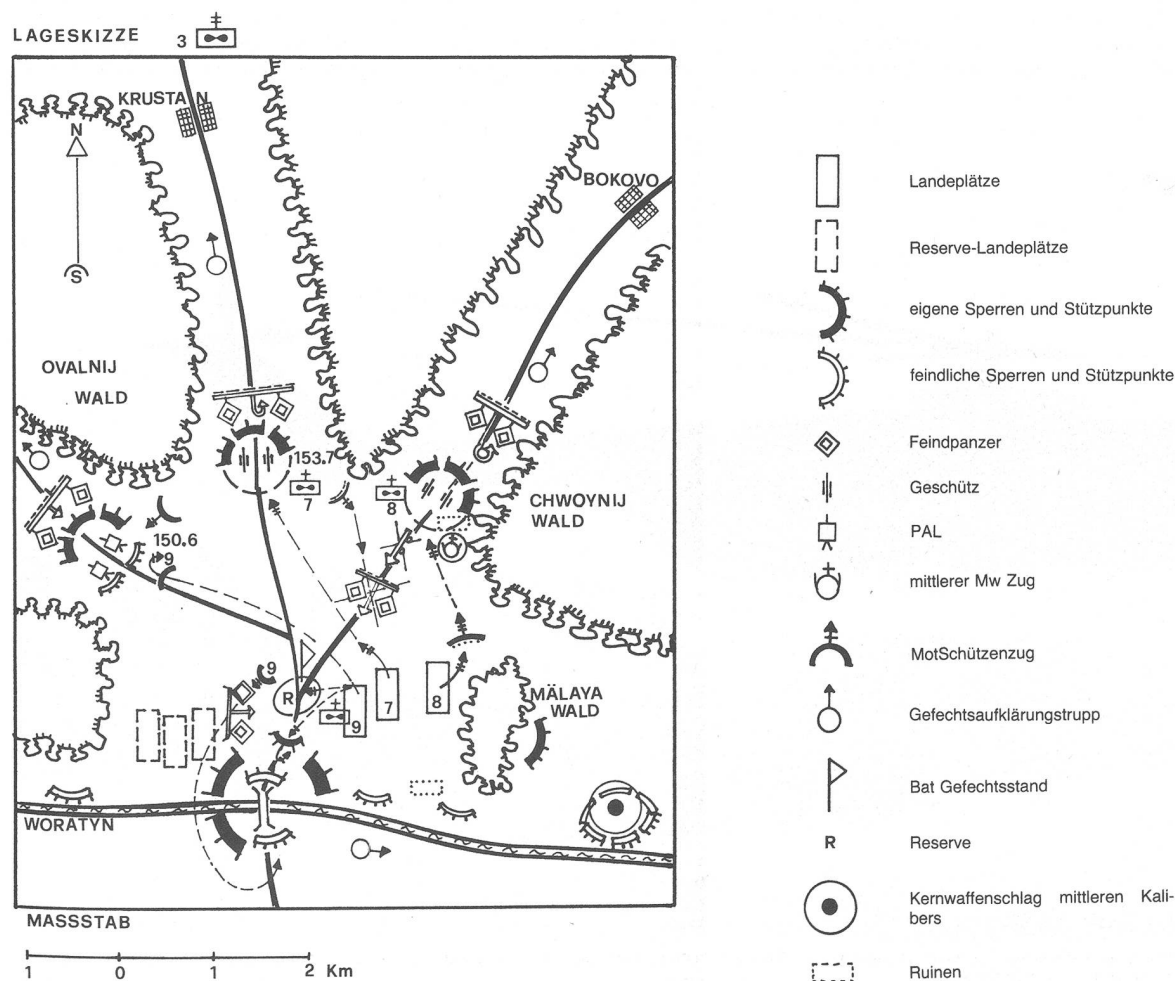 LAGESKIZZE
3
KRUSTAN
N
S
BOKOVO
OVALNIJ
WALD
153.7
7
8
CHWOYNIJ
WALD
150.6
9
9
R
9
7
8
MÄLAYA
WALD
WORATYN
MASSSTAB
1 0 1 2 Km
Landeplätze
Reserve-Landeplätze
eigene Sperren und Stützpunkte
feindliche Sperren und Stützpunkte
Feindpanzer
Geschütz
PAL
mittlerer Mw Zug
MotSchützenzug
Gefechtsaufklärungstrupp
Bat Gefechtsstand
R Reserve
Kernwaffenschlag mittleren Kali-
bers
Ruinen